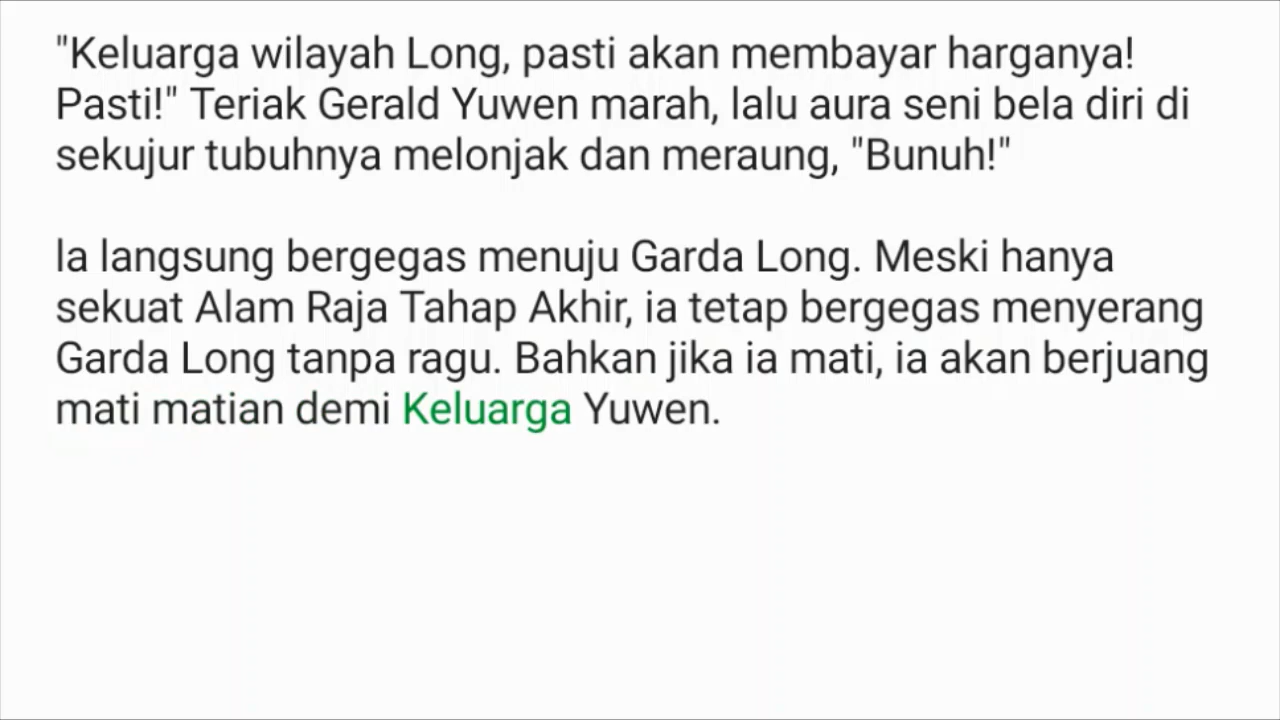 "Keluarga wilayah Long, pasti akan membayar harganya!
Pasti!" Teriak Gerald Yuwen marah, lalu aura seni bela diri di
sekujur tubuhnya melonjak dan meraung, "Bunuh!"
Ia langsung bergegas menuju Garda Long. Meski hanya
sekuat Alam Raja Tahap Akhir, ia tetap bergegas menyerang
Garda Long tanpa ragu. Bahkan jika ia mati, ia akan berjuang
mati matian demi Keluarga Yuwen.